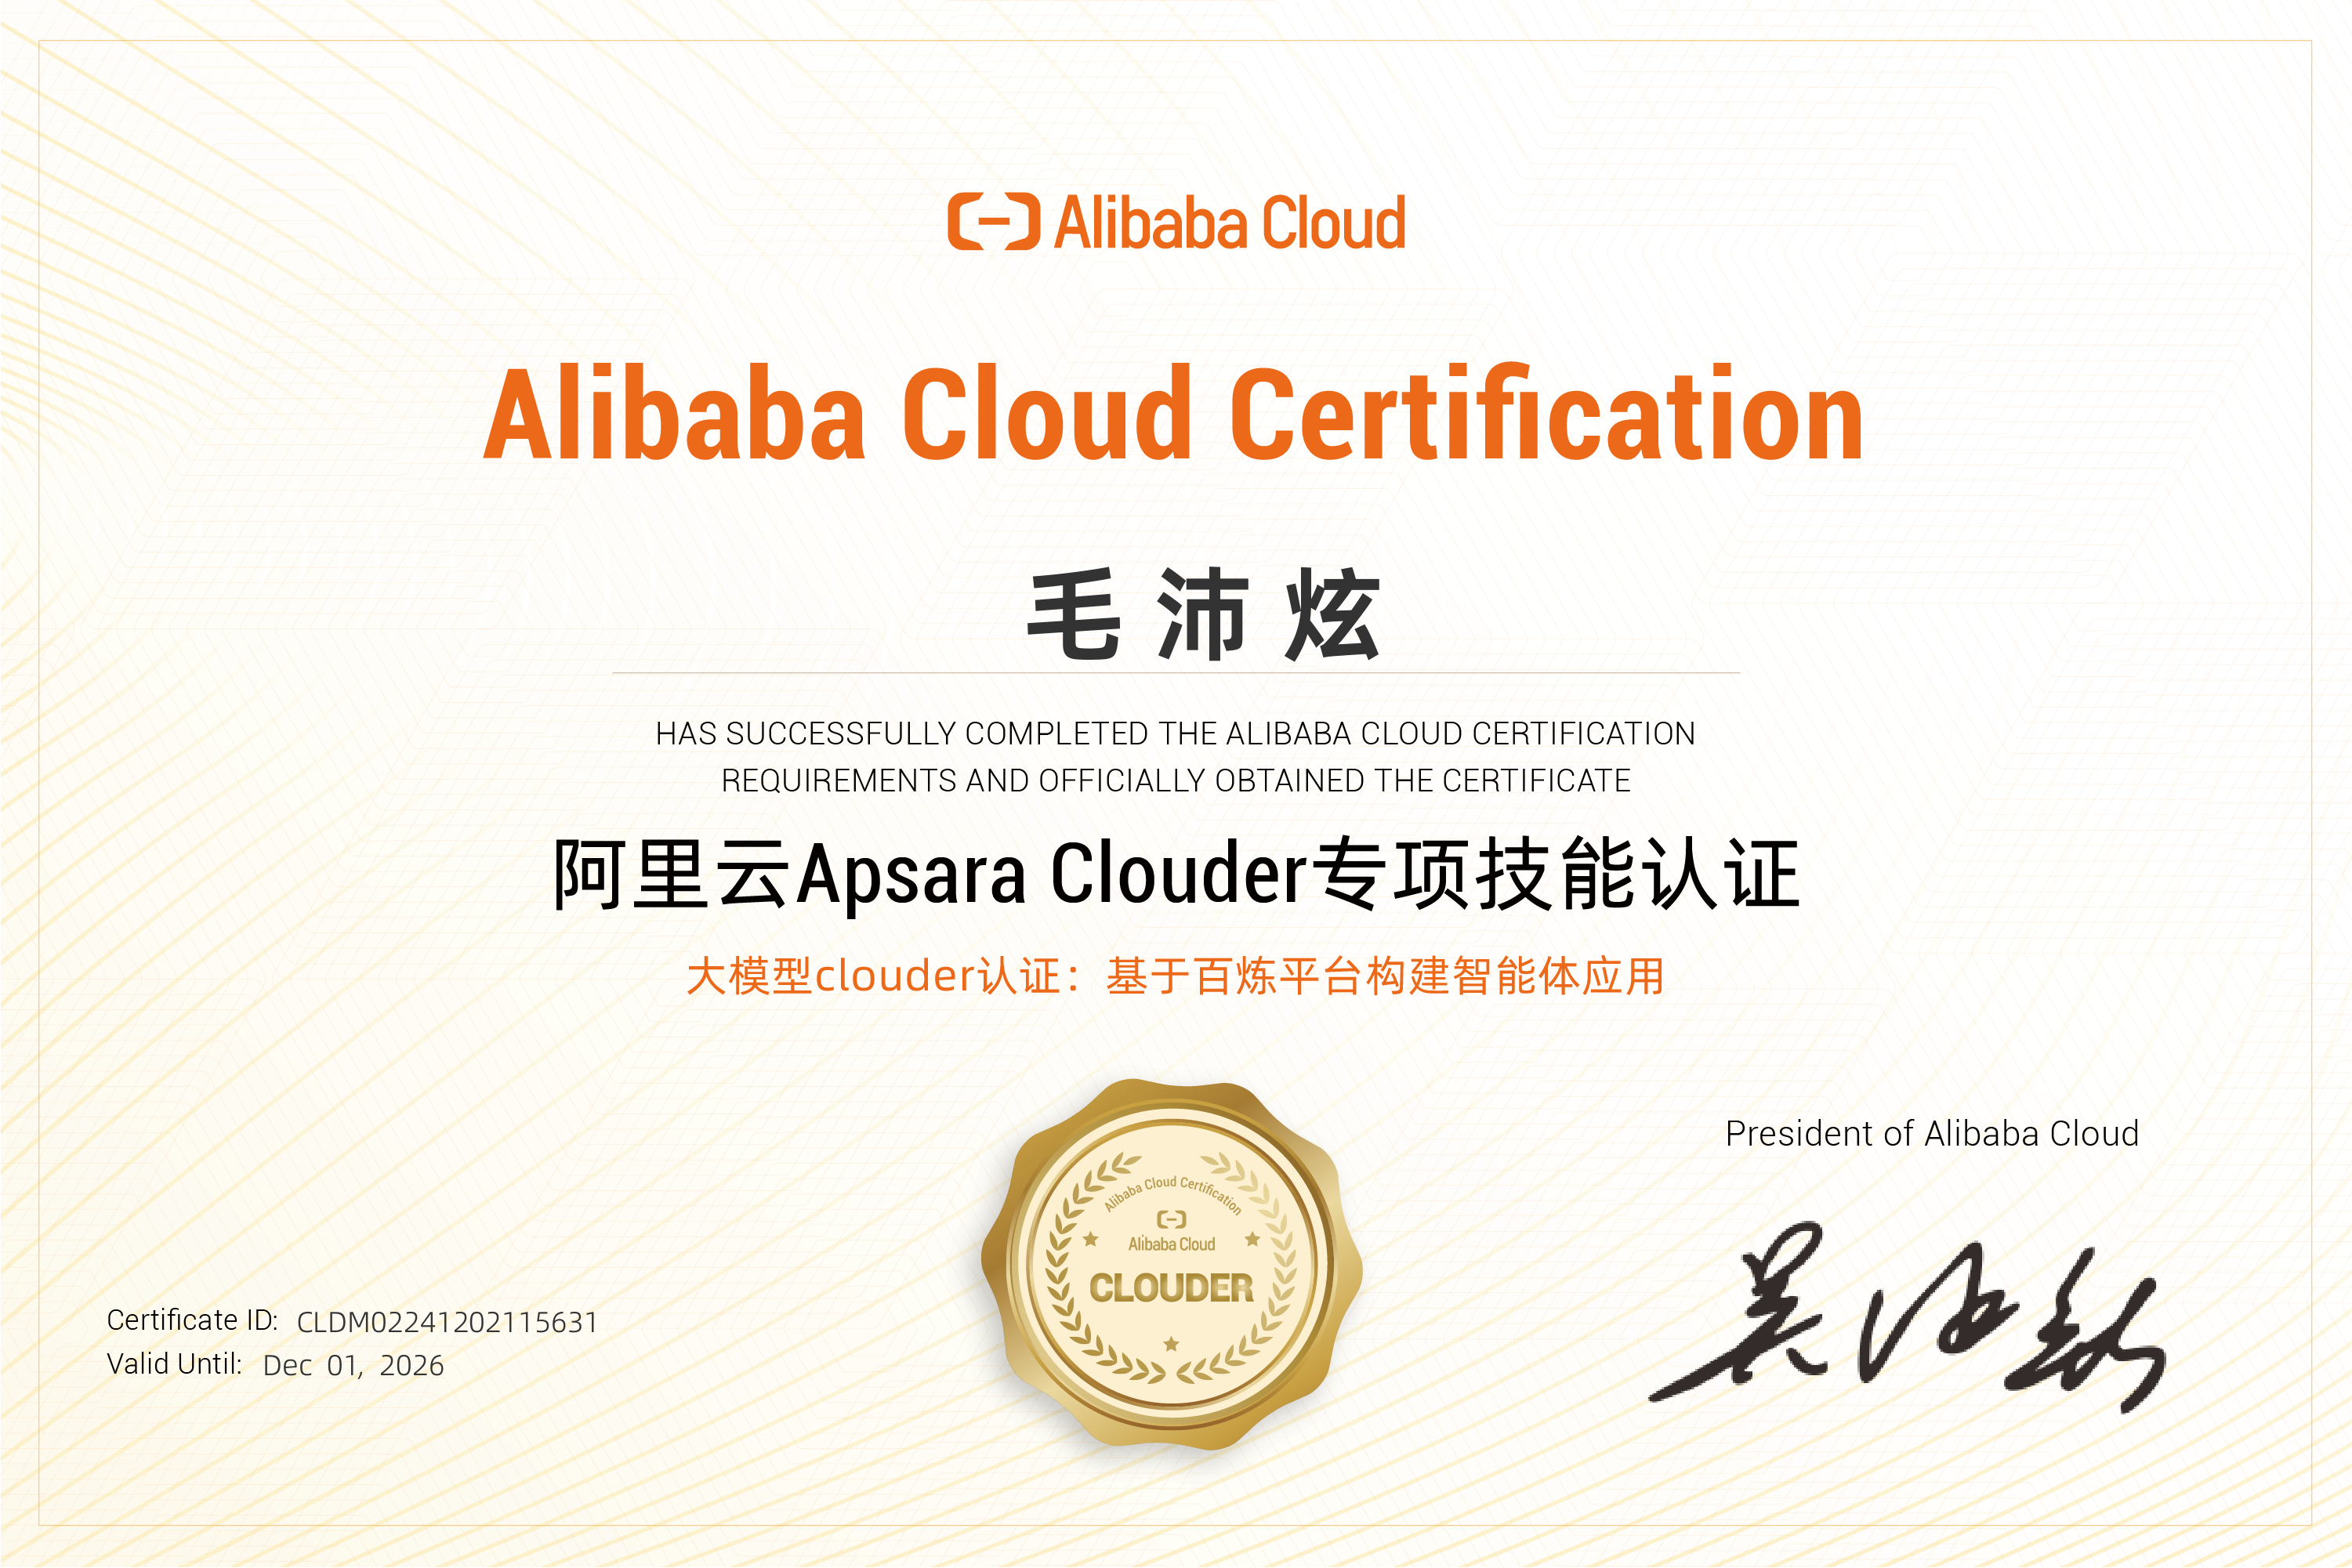 Alibaba Cloud
Alibaba Cloud Certification
毛沛炫
HAS SUCCESSFULLY COMPLETED THE ALIBABA CLOUD CERTIFICATION
REQUIREMENTS AND OFFICIALLY OBTAINED THE CERTIFICATE
阿里云Apsara Clouder专项技能认证
大模型clouder认证：基于百炼平台构建智能体应用
Alibaba Cloud Certification
Alibaba Cloud
CLOUDER
President of Alibaba Cloud
Certificate ID: CLDM02241202115631
Valid Until: Dec 01, 2026